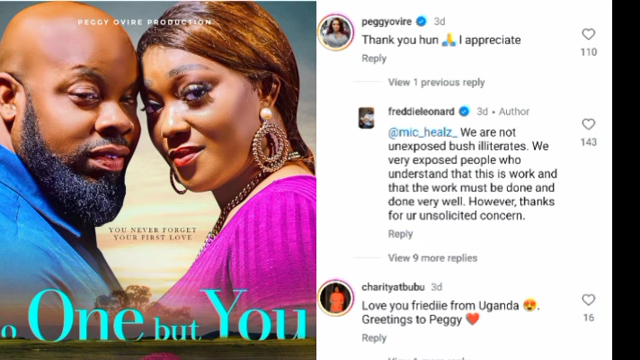 PEGGY OVIRE PRODUCTION
YOU NEVER FORGET
YOUR FIRST LOVE
o One but You
peggyovire 3d
Thank you hun 🙏 I appreciate
110
Reply
View 1 previous reply
freddieleonard 3d • Author
@mic_healz_ We are not
unexposed bush illiterates. We
very exposed people who
understand that this is work and
that the work must be done and
done very well. However, thanks
for ur unsolicited concern.
143
Reply
View 9 more replies
charityatbubu 3d
Love you friediie from Uganda 😍.
Greetings to Peggy ❤️
16
Reply